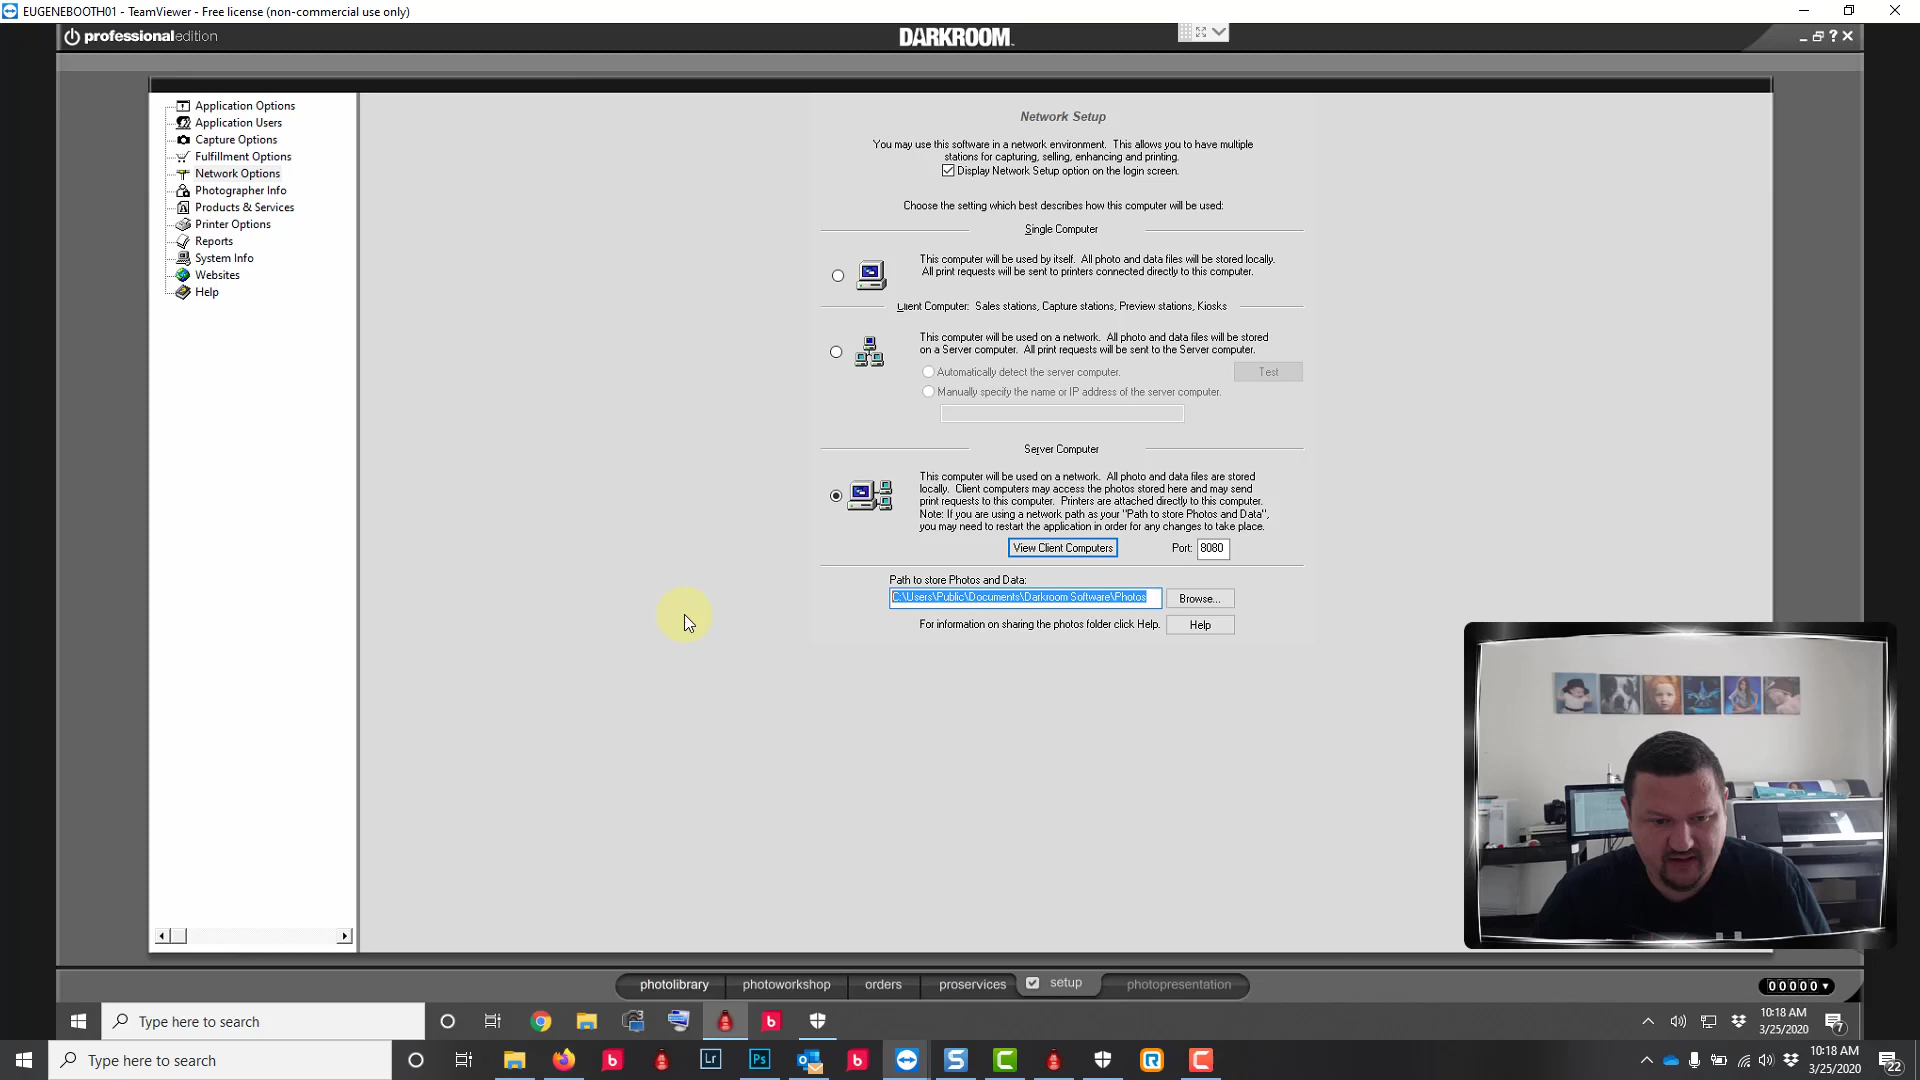 EUGENEBOOTH01 - TeamViewer - Free license (non-commercial use only)
professionaledition
DARKROOM
Application Options
Application Users
Capture Options
Fulfillment Options
Network Options
Photographer Info
Products & Services
Printer Options
Reports
System Info
Websites
Help
Network Setup
You may use this software in a network environment. This allows you to have multiple
stations for capturing, selling, enhancing and printing.
Display Network Setup option on the login screen.
Choose the setting which best describes how this computer will be used:
Single Computer
This computer will be used by itself. All photo and data files will be stored locally.
All print requests will be sent to printers connected directly to this computer.
Client Computer: Sales stations, Capture stations, Preview stations, Kiosks
This computer will be used on a network. All photo and data files will be stored
on a Server computer. All print requests will be sent to the Server computer.
Automatically detect the server computer.
Test
Manually specify the name or IP address of the server computer.
Server Computer
This computer will be used on a network. All photo and data files are stored
locally. Client computers may access the photos stored here and may send
print requests to this computer. Printers are attached directly to this computer.
Note: If you are using a network path as your "Path to store Photos and Data",
you may need to restart the application in order for any changes to take place.
View Client Computers
Port: 8080
Path to store Photos and Data:
C:\Users\Public\Documents\Darkroom Software\Photos
Browse...
For information on sharing the photos folder click Help.
Help
photolibrary
photoworkshop
orders
proservices
setup
photopresentation
00000
Type here to search
10:18 AM
3/25/2020
7
Type here to search
Lr
Ps
10:18 AM
3/25/2020
22